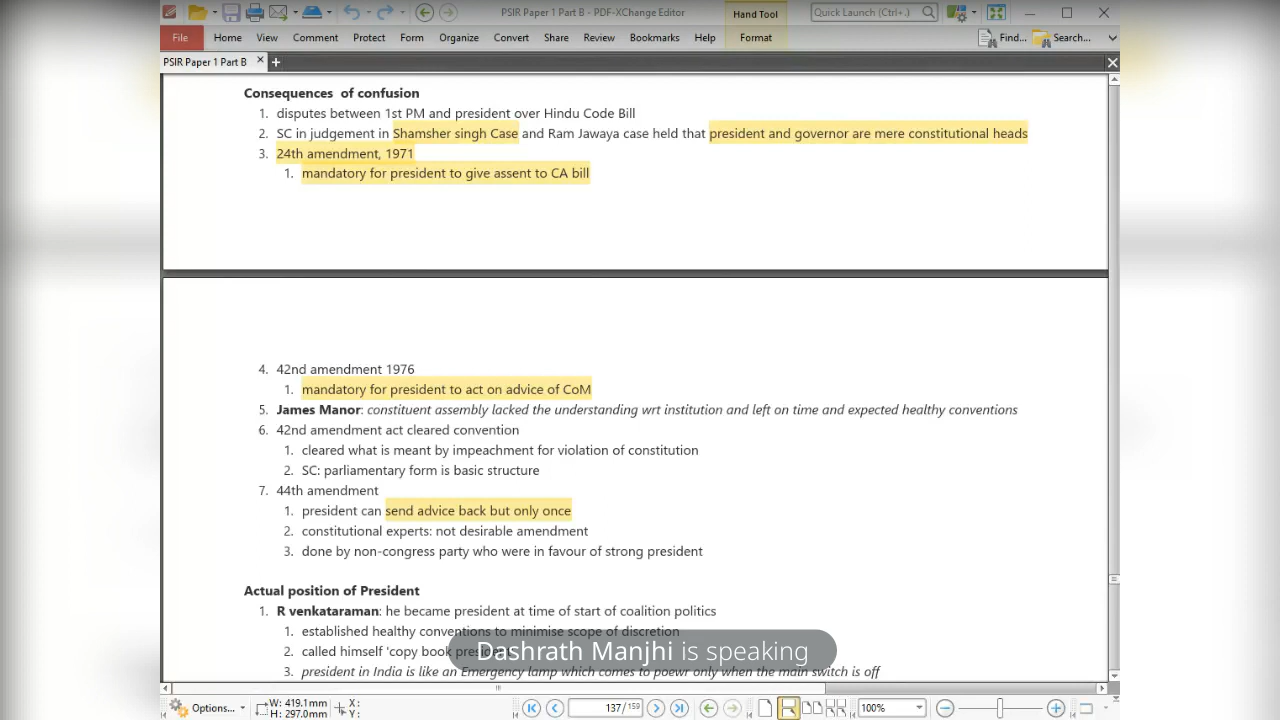 PSIR Paper 1 Part B - PDF-XChange Editor
Hand Tool
Quick Launch (Ctrl+.)
File Home View Comment Protect Form Organize Convert Share Review Bookmarks Help Format Find... Search...
PSIR Paper 1 Part B
Consequences of confusion
1. disputes between 1st PM and president over Hindu Code Bill
2. SC in judgement in Shamsher singh Case and Ram Jawaya case held that president and governor are mere constitutional heads
3. 24th amendment, 1971
1. mandatory for president to give assent to CA bill
4. 42nd amendment 1976
1. mandatory for president to act on advice of CoM
5. James Manor: constituent assembly lacked the understanding wrt institution and left on time and expected healthy conventions
6. 42nd amendment act cleared convention
1. cleared what is meant by impeachment for violation of constitution
2. SC: parliamentary form is basic structure
7. 44th amendment
1. president can send advice back but only once
2. constitutional experts: not desirable amendment
3. done by non-congress party who were in favour of strong president
Actual position of President
1. R venkataraman: he became president at time of start of coalition politics
1. established healthy conventions to minimise scope of discretion
2. called himself 'copy book
Dashrath Manjhi is speaking
3. president in India is like an Emergency lamp which comes to poewr only when the main switch is off
Options... W: 419.1mm X:
H: 297.0mm Y:
137 / 159
100%